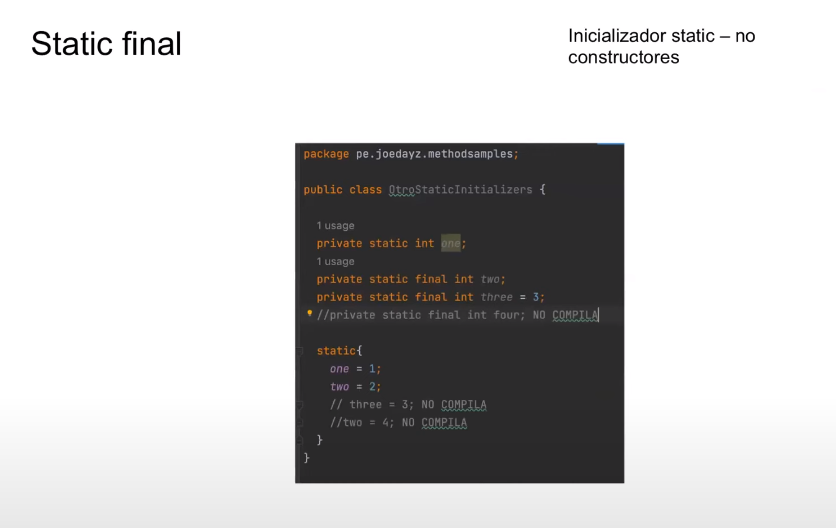 Static final
Inicializador static – no
constructores
package pe.joedayz.methodsamples;
public class OtroStaticInitializers {
1 usage
private static int one;
1 usage
private static final int two;
private static final int three = 3;
//private static final int four; NO COMPILA
static{
one = 1;
two = 2;
// three = 3; NO COMPILA
//two = 4; NO COMPILA
}
}